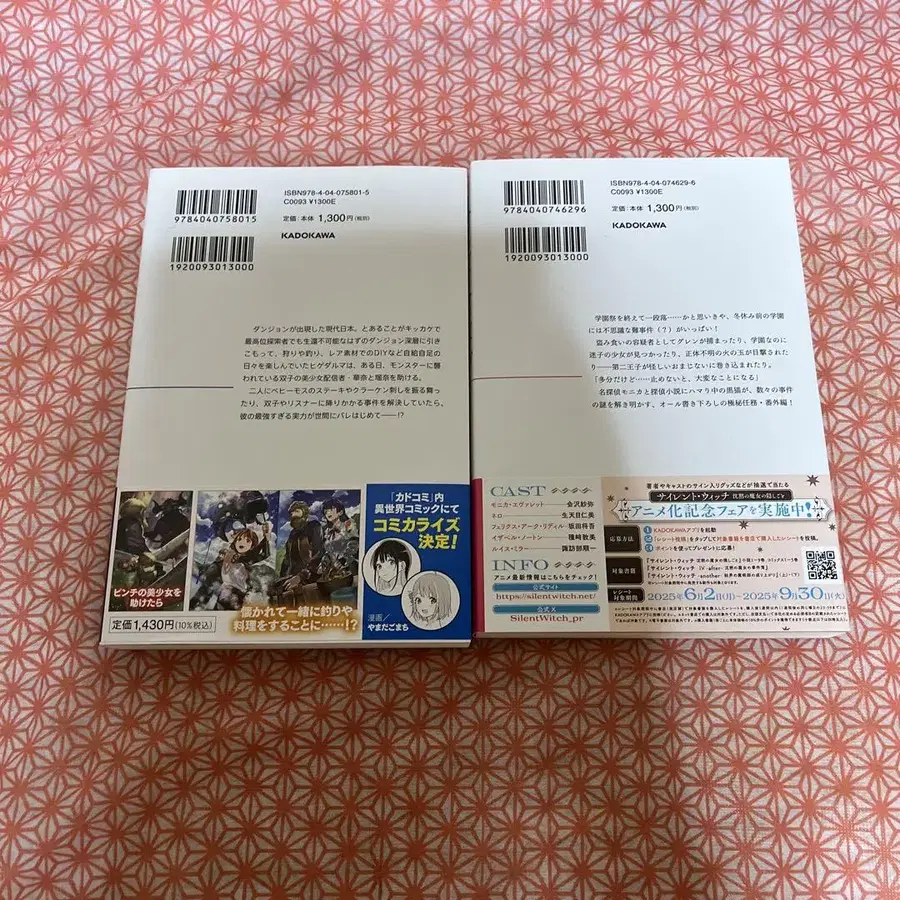 ISBN978-4-04-075801-5
C0093 ¥1300E
定価：本体1,300円(税別)
KADOKAWA
9784040758015
1920093013000
ダンジョンが出現した現代日本。とあることがキッカケで
最高位探索者でも生還不可能なはずのダンジョン深層に引き
こもって、狩りや釣り、レア素材でのDIYなど自給自足の
日々を楽しんでいたヒゲダルマは、ある日、モンスターに襲
われている双子の美少女配信者・華奈と瑠奈を助ける。
二人にベヒーモスのステーキやクラーケン刺しを振る舞っ
たり、双子やリスナーに降りかかる事件を解決していたら、
彼の最強すぎる実力が世間にバレはじめて――!?
ピンチの美少女を
助けたら
懐かれて一緒に釣りや
料理をすることに……!?
定価1,430円(10%税込)
「カドコミ」内
異世界コミックにて
コミカライズ
決定!
漫画/
やまだごまち
ISBN978-4-04-074629-6
C0093 ¥1300E
定価：本体1,300円(税別)
KADOKAWA
9784040746296
1920093013000
学園祭を終えて一段落……かと思いきや、冬休み前の学園
には不思議な難事件（？）がいっぱい！
盗み食いの容疑者としてグレンが捕まったり、学園なのに
迷子の少女が見つかったり、正体不明の火の玉が目撃された
り――第二王子が怪しいおまじないに巻き込まれたり。
「多分だけど……止めないと、大変なことになる」
名探偵モニカと探偵小説にハマり中の黒猫が、数々の事件
の謎を解き明かす、オール書き下ろしの極秘任務・番外編！
CAST
モニカ・エヴァレット 会沢紗弥
ネロ 生天目仁美
フェリクス・アーク・リディル 坂田将吾
イザベル・ノートン 種﨑敦美
ルイス・ミラー 諏訪部順一
INFO
アニメ最新情報はこちらをチェック！
公式サイト
https://silentwitch.net/
公式X
SilentWitch_pr
著者やキャストのサイン入りグッズなどが抽選で当たる
サイレント・ウィッチ 沈黙の魔女の隠しごと
アニメ化記念フェアを実施中！
応募方法
1 KADOKAWAアプリを起動
2 「レシート投稿」をタップして対象書籍を書店で購入したレシートを投稿。
3 ポイントを使ってプレゼントに応募！
対象書籍
レシート
対象期間
2025年6月2日(月)〜2025年9月30日(火)